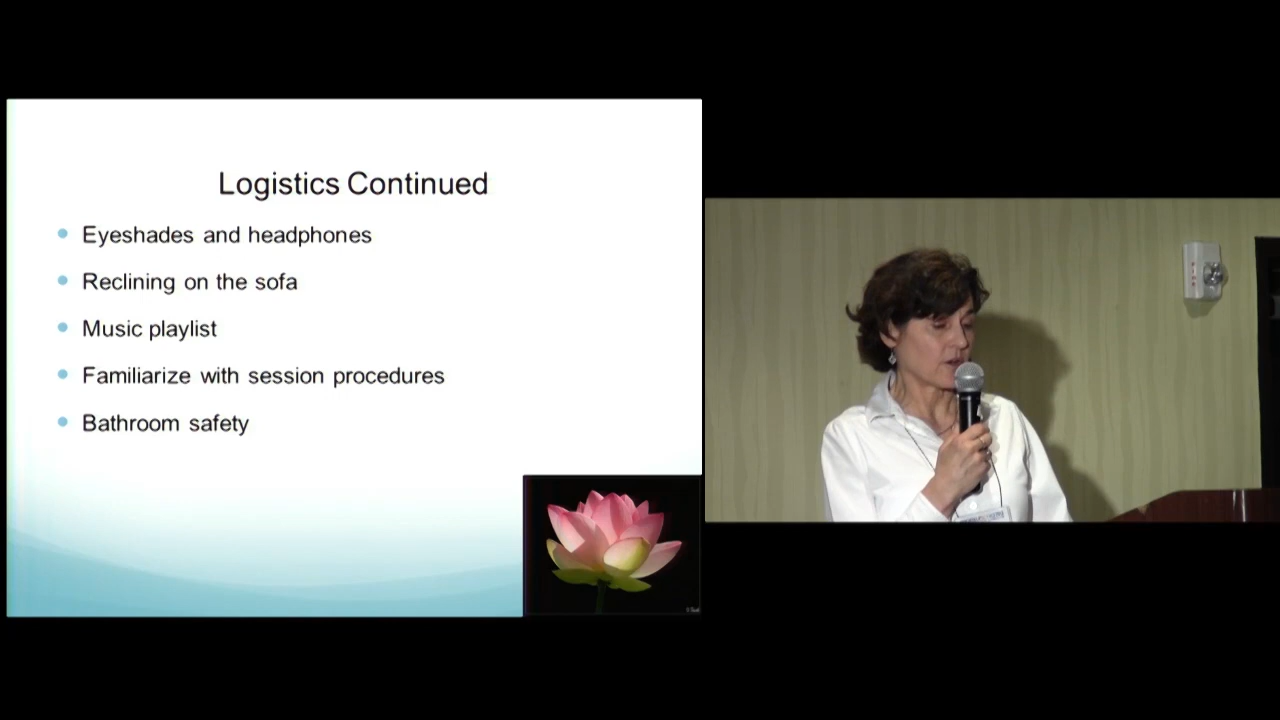 Logistics Continued
Eyeshades and headphones
Reclining on the sofa
Music playlist
Familiarize with session procedures
Bathroom safety